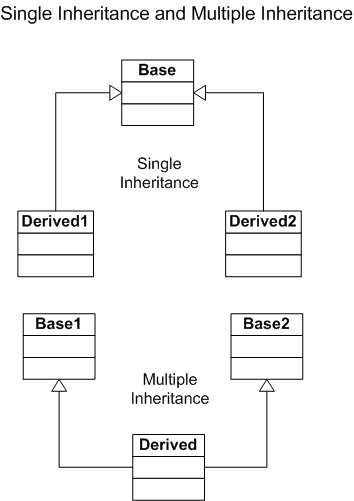 Single Inheritance and Multiple Inheritance
Base
Single
Inheritance
Derived1
Derived2
Base1
Base2
Multiple
Inheritance
Derived